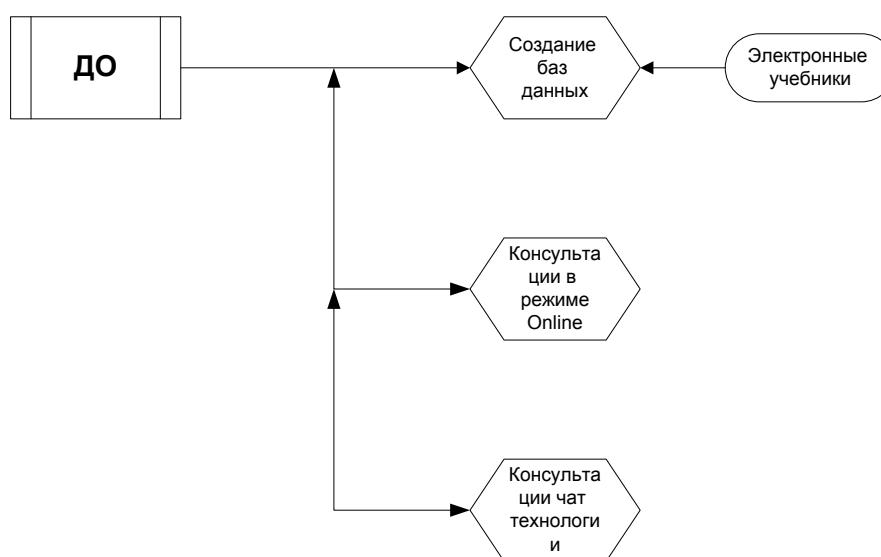 ДО
Создание
баз
данных
Электронные
учебники
Консульта
ции в
режиме
Online
Консульта
ции чат
технологи
и